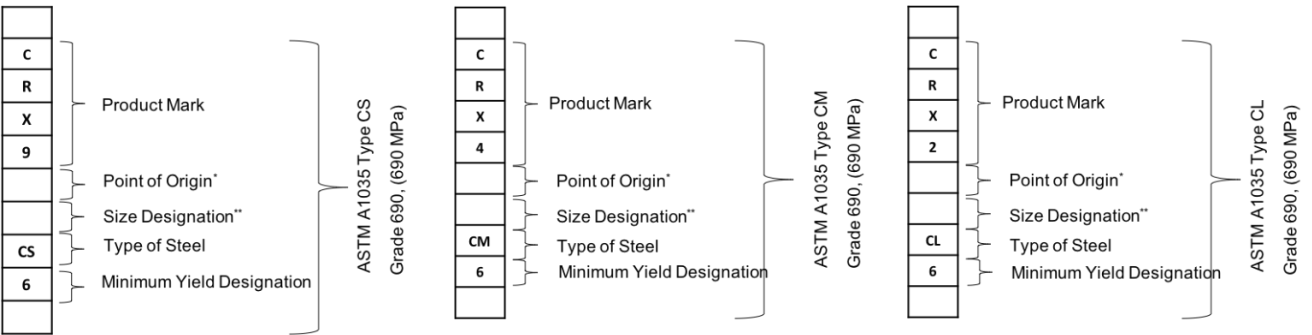 C
R
X
9
CS
6
Product Mark
Point of Origin*
Size Designation**
Type of Steel
Minimum Yield Designation
ASTM A1035 Type CS
Grade 690, (690 MPa)
C
R
X
4
CM
6
Product Mark
Point of Origin*
Size Designation**
Type of Steel
Minimum Yield Designation
ASTM A1035 Type CM
Grade 690, (690 MPa)
C
R
X
2
CL
6
Product Mark
Point of Origin*
Size Designation**
Type of Steel
Minimum Yield Designation
ASTM A1035 Type CL
Grade 690, (690 MPa)